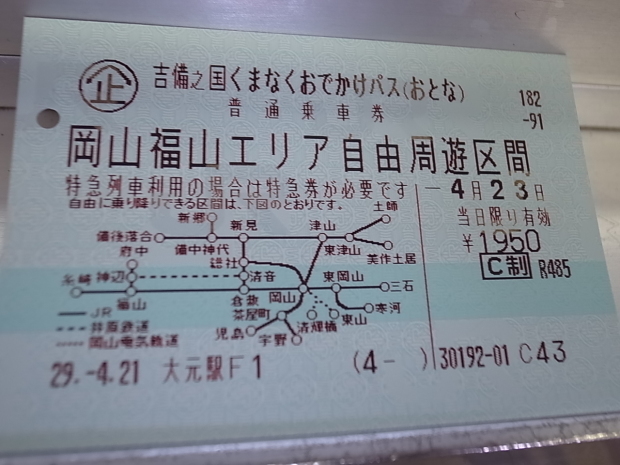 企 吉備之国くまなくおでかけパス(おとな)
182
-91
普通乗車券
岡山福山エリア自由周遊区間
特急列車利用の場合は特急券が必要です
4月23日
当日限り有効
¥1950
C制 R485
自由に乗り降りできる区間は、下図のとおりです。
新郷
土師
備後落合
備中神代
新見
津山
東津山
美作土居
府中
総社
糸崎
神辺
清音
東岡山
三石
福山
倉敷
岡山
寒河
茶屋町
清輝橋
東山
児島
宇野
JR
井原鉄道
岡山電気軌道
29.-4.21 大元駅F1 (4- ) 30192-01 C43